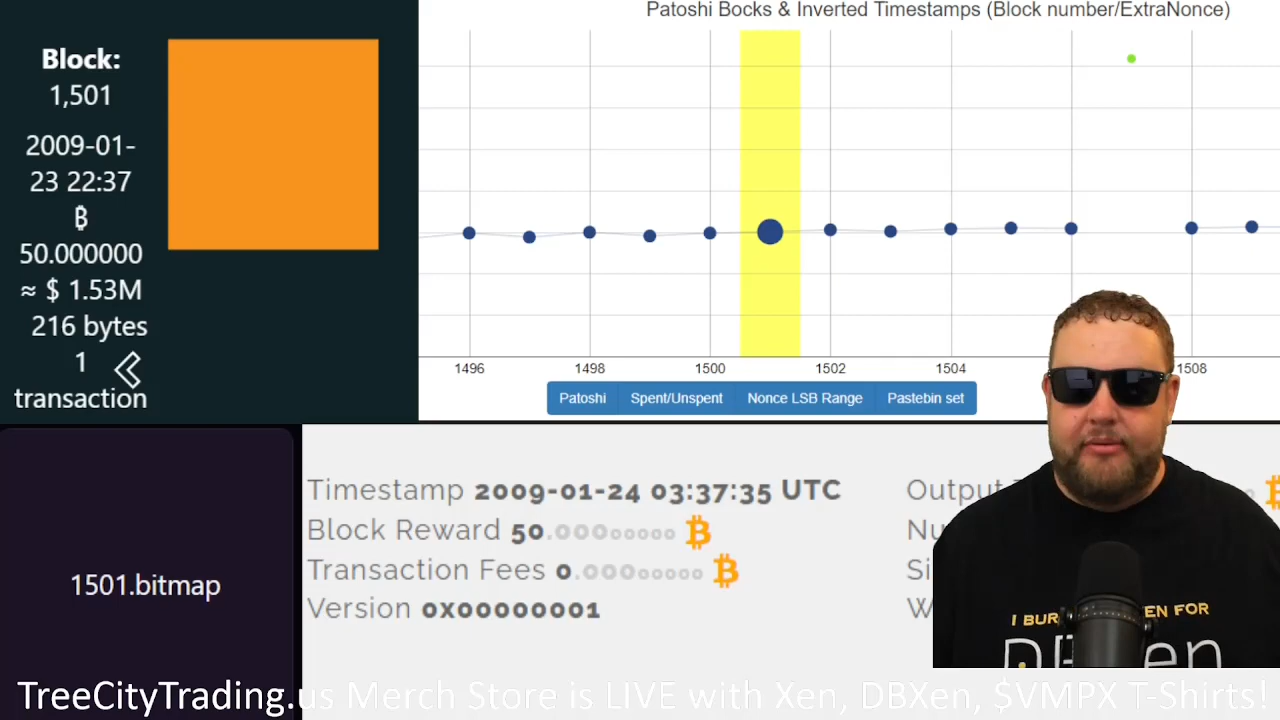 Block:
1,501
2009-01-
23 22:37
₿
50.000000
≈ $ 1.53M
216 bytes
1
transaction
Patoshi Bocks & Inverted Timestamps (Block number/ExtraNonce)
1496 1498 1500 1502 1504 1508
Patoshi Spent/Unspent Nonce LSB Range Pastebin set
1501.bitmap
Timestamp 2009-01-24 03:37:35 UTC
Block Reward 50.00000000 ₿
Transaction Fees 0.00000000 ₿
Version 0x00000001
Output
I BUR EN FOR
TreeCityTrading.us Merch Store is LIVE with Xen, DBXen, $VMPX T-Shirts!